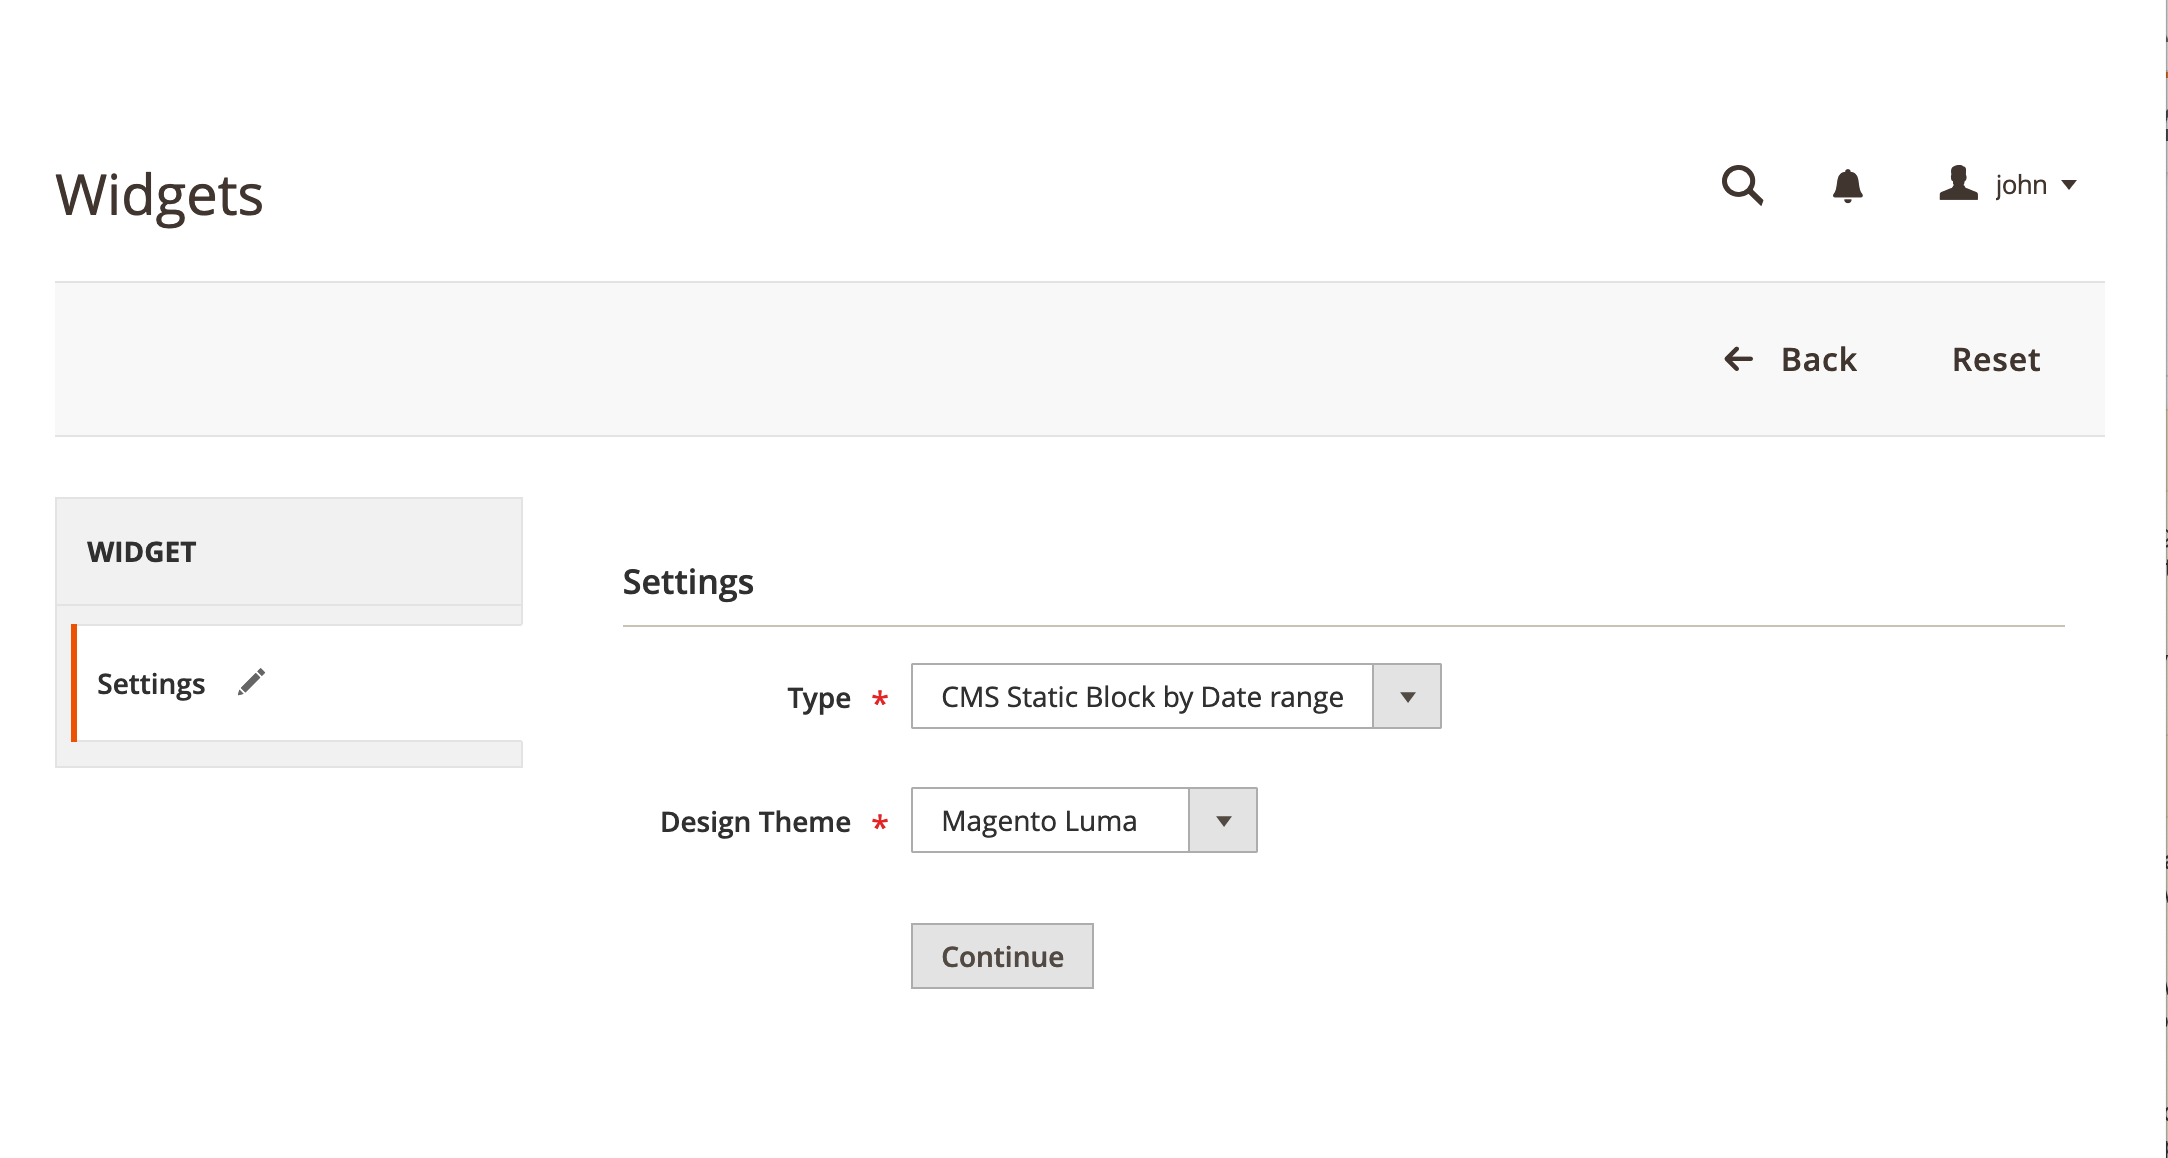 Widgets
john
Back
Reset
WIDGET
Settings
Settings
Type *
CMS Static Block by Date range
Design Theme *
Magento Luma
Continue